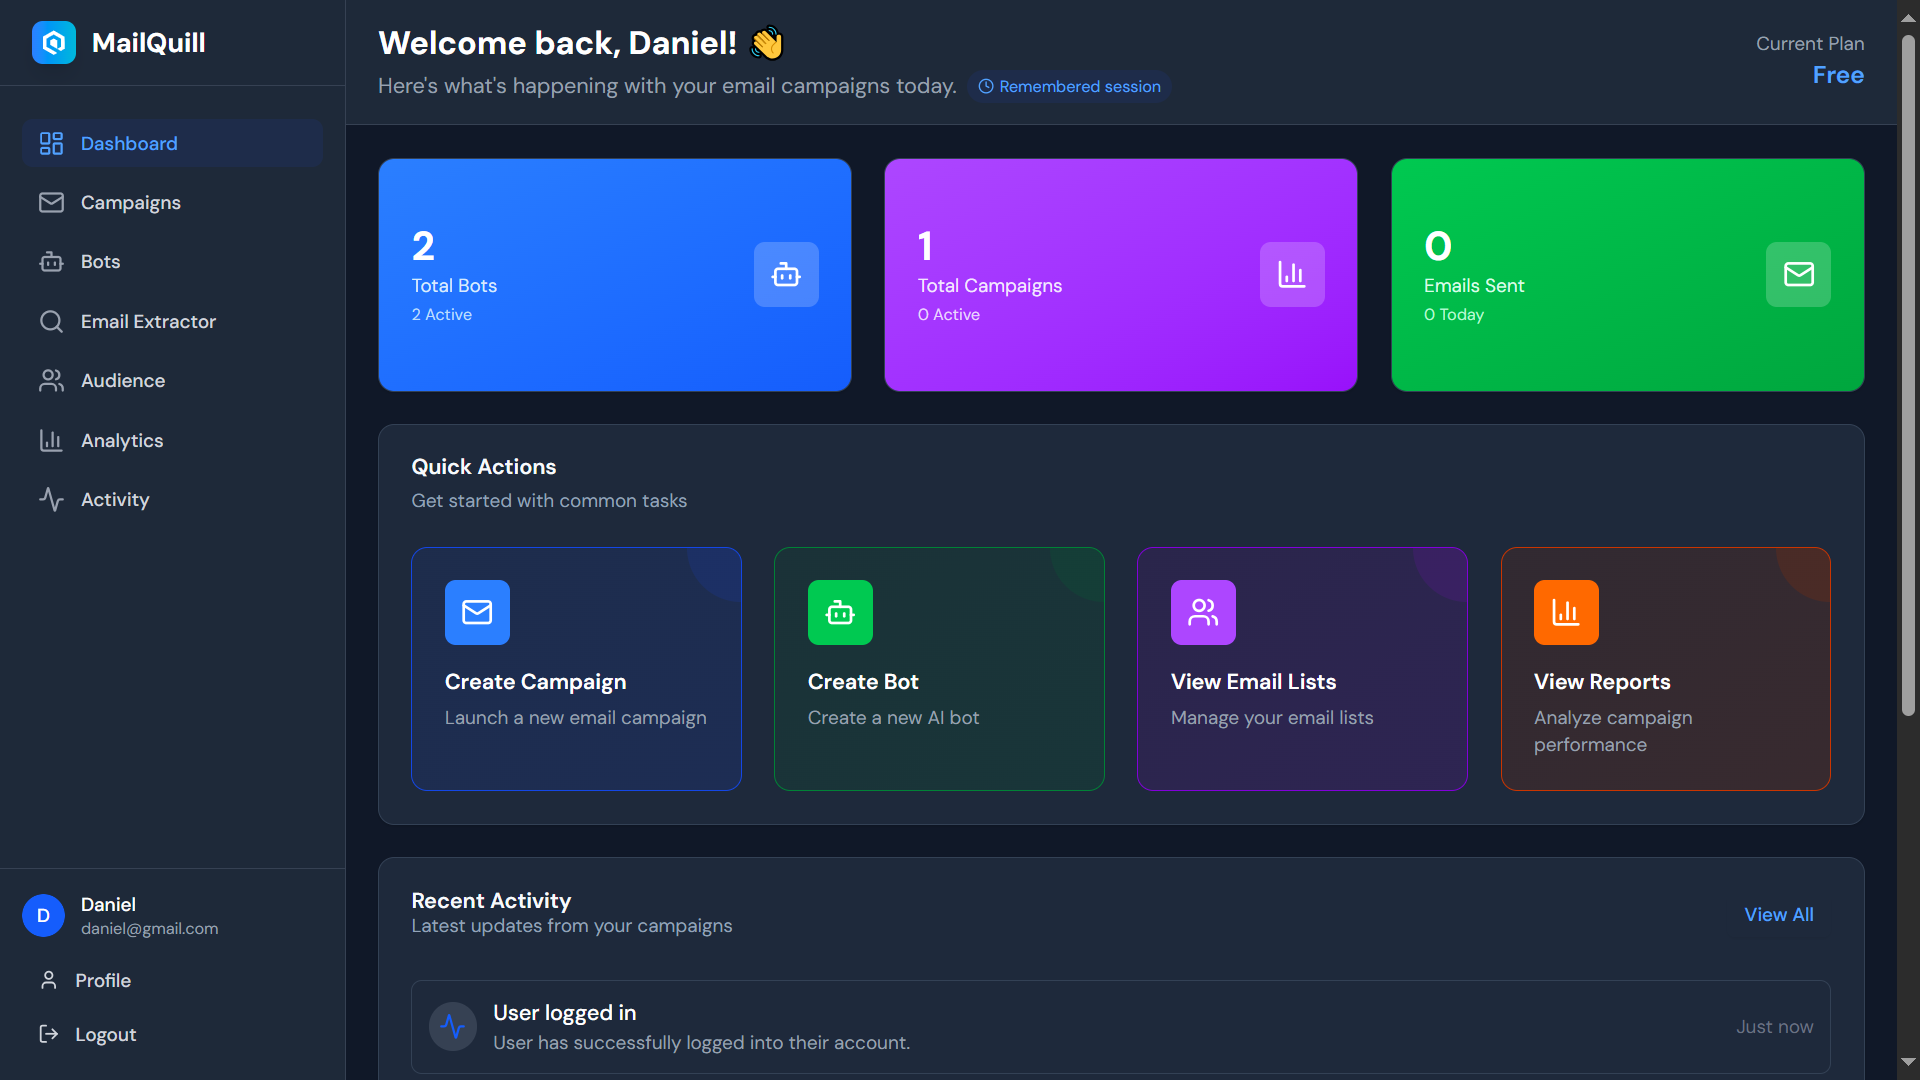 MailQuill
Dashboard
Campaigns
Bots
Email Extractor
Audience
Analytics
Activity
D
Daniel
daniel@gmail.com
Profile
Logout
Welcome back, Daniel! 👋
Here's what's happening with your email campaigns today.
Remembered session
Current Plan
Free
2
Total Bots
2 Active
1
Total Campaigns
0 Active
0
Emails Sent
0 Today
Quick Actions
Get started with common tasks
Create Campaign
Launch a new email campaign
Create Bot
Create a new AI bot
View Email Lists
Manage your email lists
View Reports
Analyze campaign
performance
Recent Activity
Latest updates from your campaigns
View All
User logged in
User has successfully logged into their account.
Just now